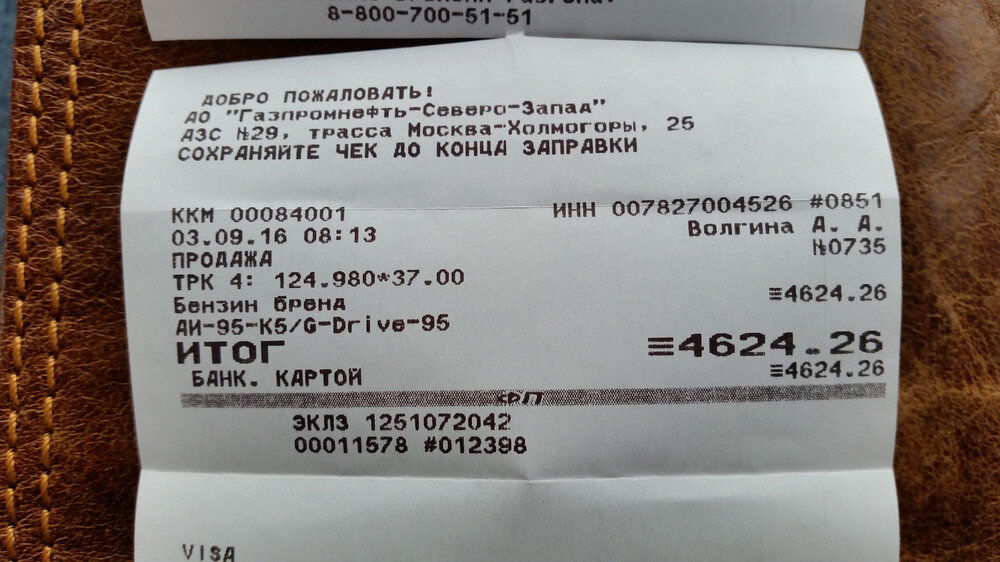 8-800-700-51-51
ДОБРО ПОЖАЛОВАТЬ!
ДО "Газпромнефть-Северо-Запад"
АЗС №29, трасса Москва-Холмогоры, 25
СОХРАНЯЙТЕ ЧЕК ДО КОНЦА ЗАПРАВКИ
ККМ 00084001 ИНН 007827004526 #0851
03.09.16 08:13 Волгина А. А.
ПРОДАЖА №0735
ТРК 4: 124.980*37.00
Бензин бренд ≡4624.26
АИ-95-К5/G-Drive-95
ИТОГ ≡4624.26
БАНК. КАРТОЙ ≡4624.26
ЭКЛЗ 1251072042
00011578 #012398
VISA